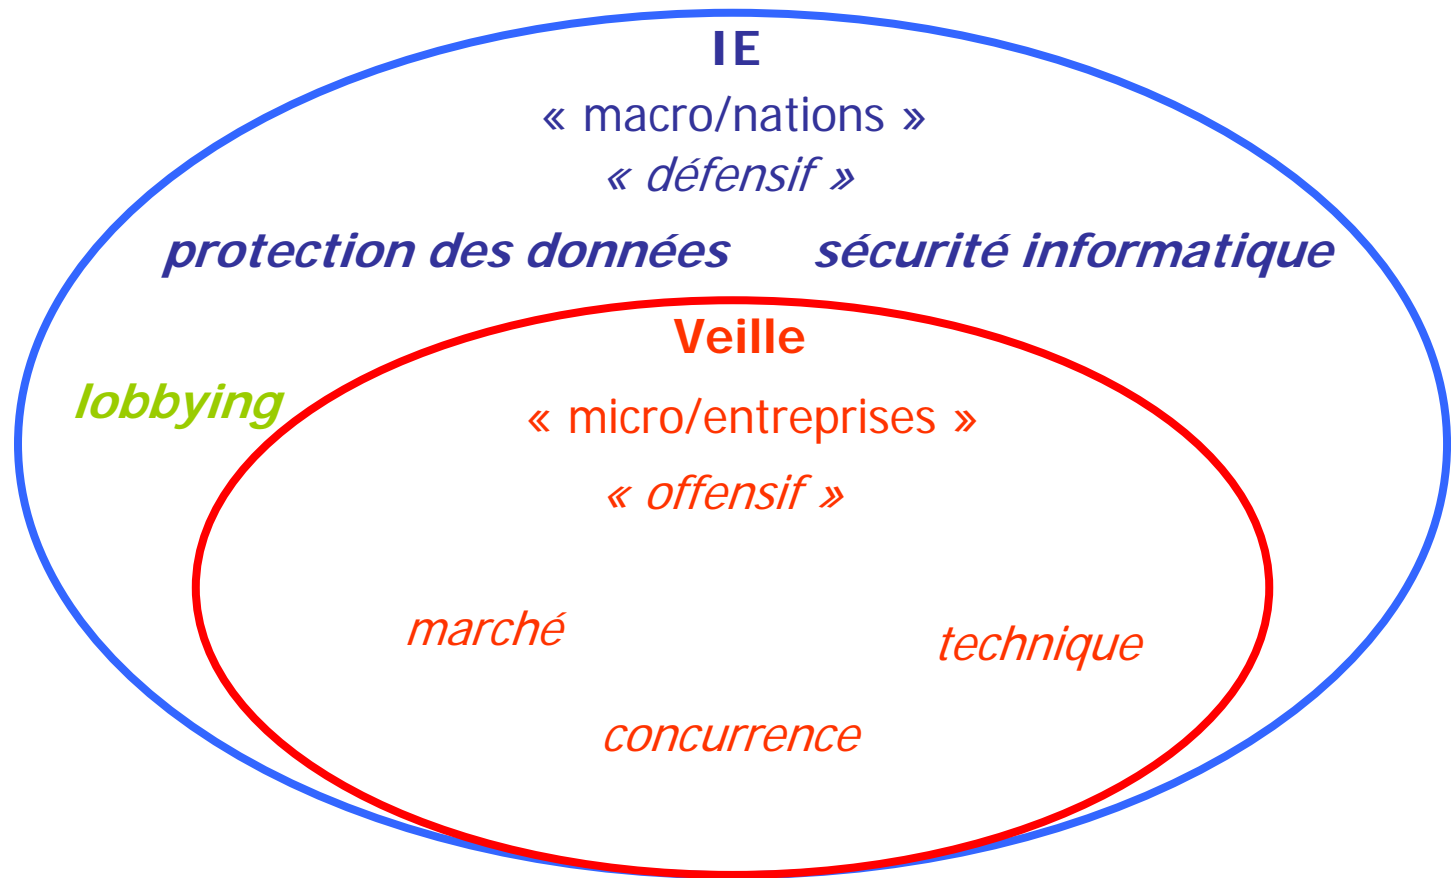 IE
« macro/nations »
« défensif »
protection des données sécurité informatique
Veille
lobbying
« micro/entreprises »
« offensif »
marché
technique
concurrence